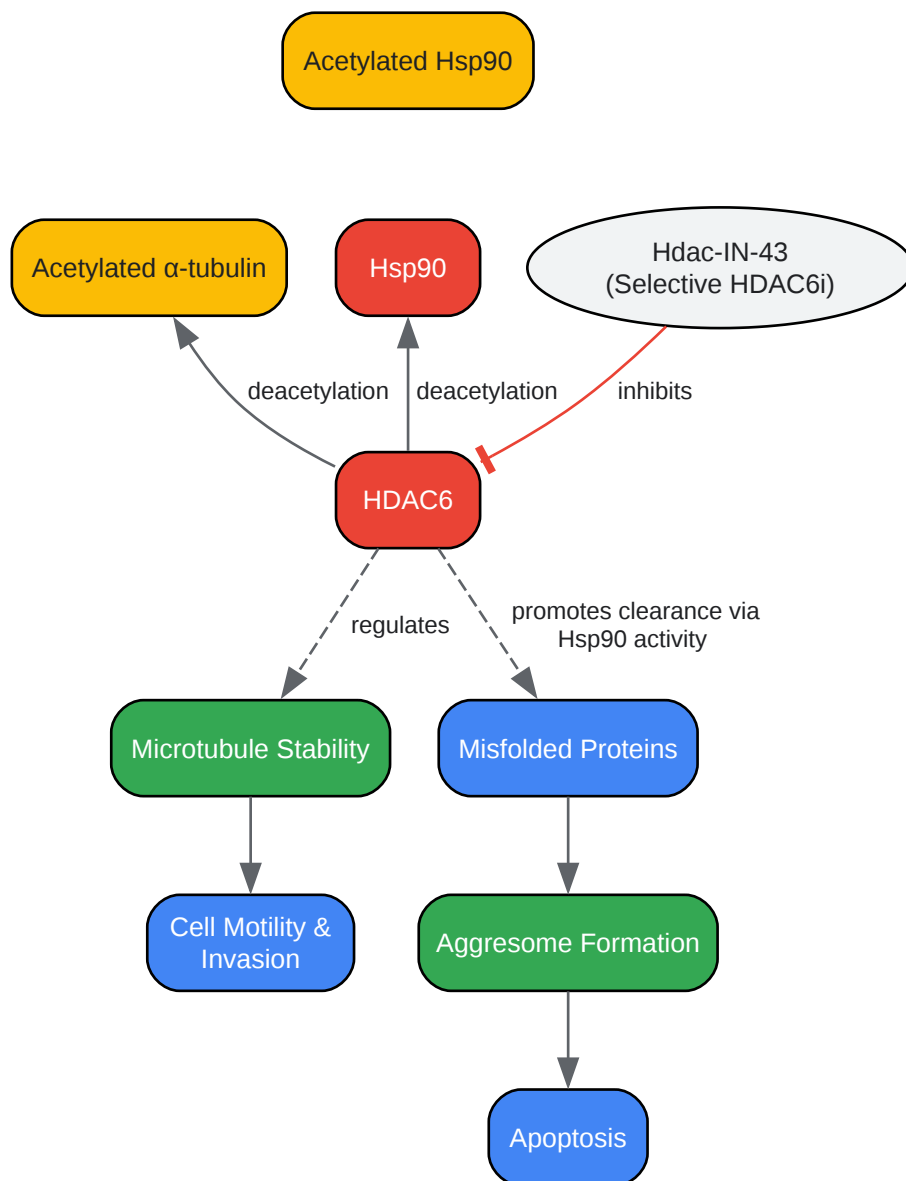 Acetylated Hsp90
Acetylated α-tubulin
Hsp90
Hdac-IN-43
(Selective HDAC6i)
deacetylation
deacetylation
inhibits
HDAC6
regulates
promotes clearance via
Hsp90 activity
Microtubule Stability
Misfolded Proteins
Cell Motility &
Invasion
Aggresome Formation
Apoptosis